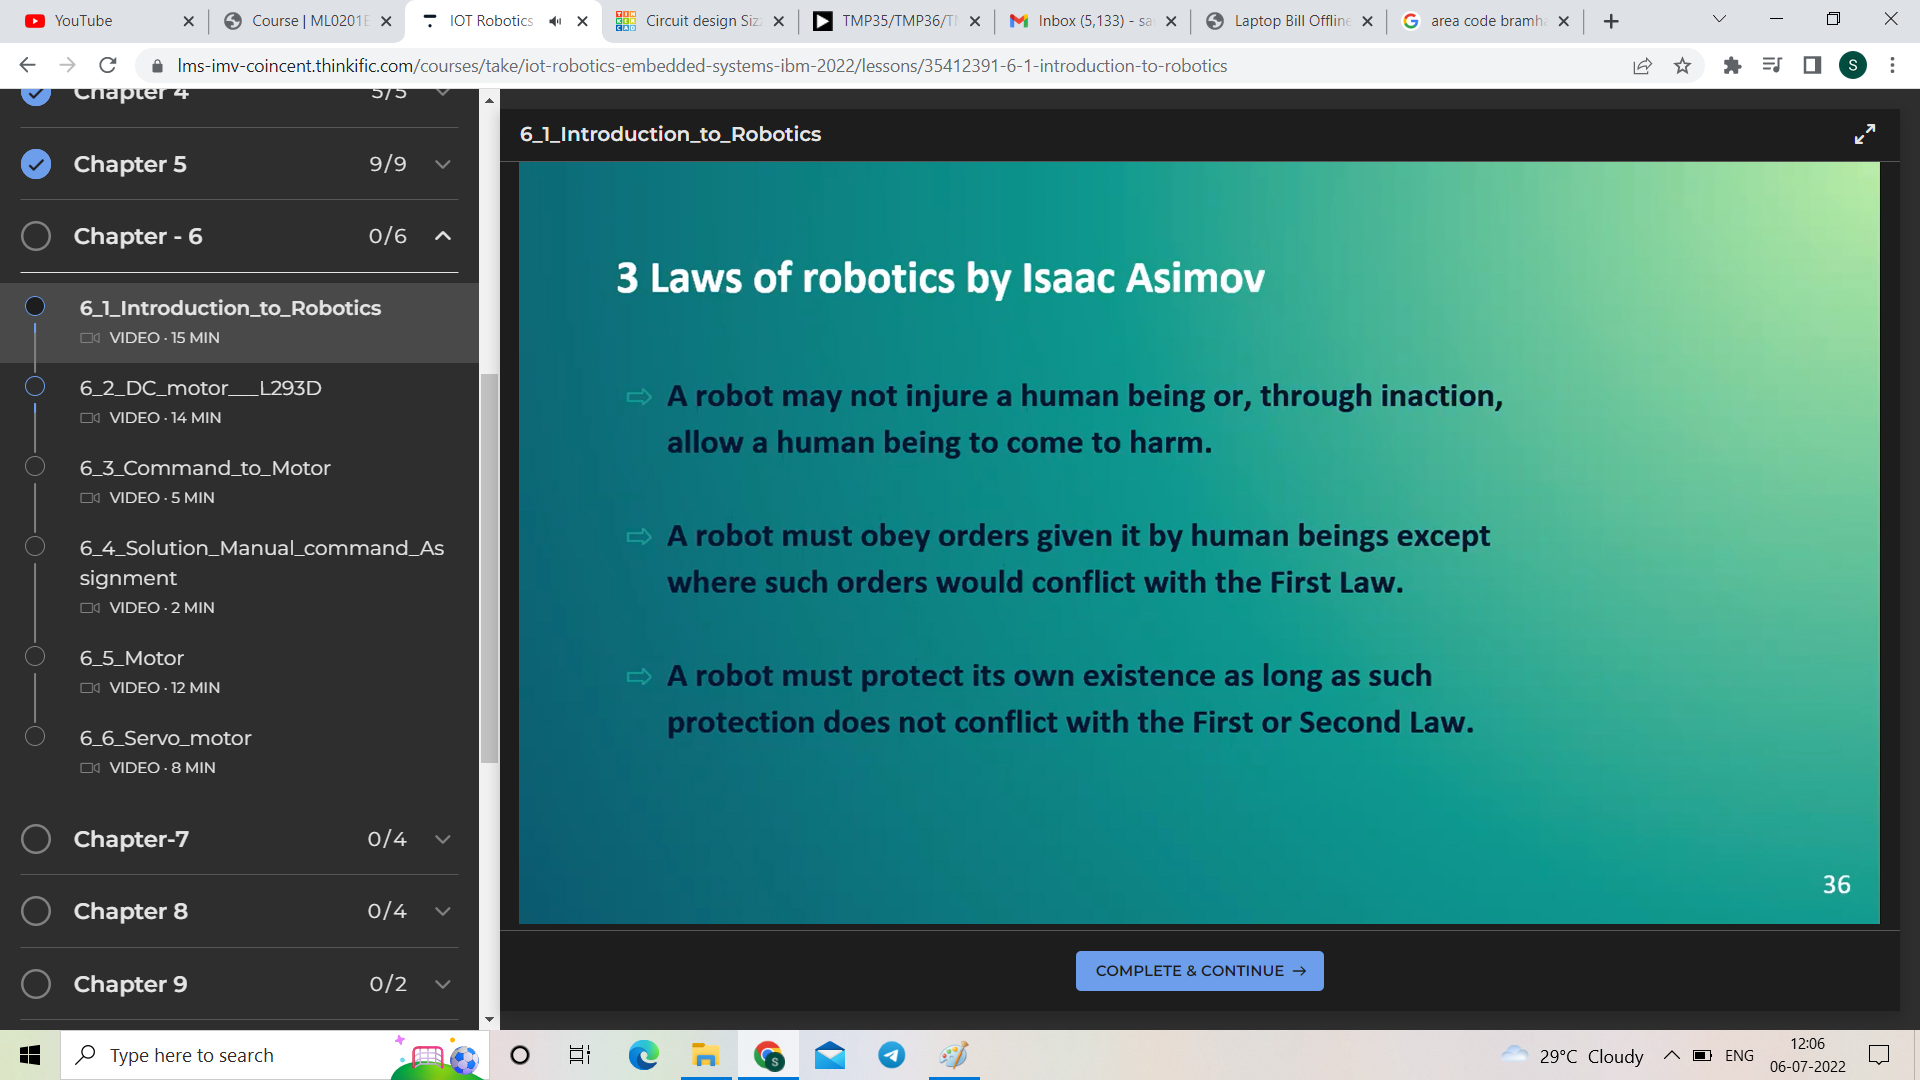 YouTube
Course | ML0201E
IOT Robotics
Circuit design Siz
TMP35/TMP36/T
Inbox (5,133) - sa
Laptop Bill Offline
area code bramh
lms-imv-coincent.thinkific.com/courses/take/iot-robotics-embedded-systems-ibm-2022/lessons/35412391-6-1-introduction-to-robotics
S
Chapter 4 5/5
Chapter 5 9/9
Chapter - 6 0/6
6_1_Introduction_to_Robotics
VIDEO · 15 MIN
6_2_DC_motor___L293D
VIDEO · 14 MIN
6_3_Command_to_Motor
VIDEO · 5 MIN
6_4_Solution_Manual_command_As
signment
VIDEO · 2 MIN
6_5_Motor
VIDEO · 12 MIN
6_6_Servo_motor
VIDEO · 8 MIN
Chapter-7 0/4
Chapter 8 0/4
Chapter 9 0/2
6_1_Introduction_to_Robotics
3 Laws of robotics by Isaac Asimov
⇨ A robot may not injure a human being or, through inaction,
allow a human being to come to harm.
⇨ A robot must obey orders given it by human beings except
where such orders would conflict with the First Law.
⇨ A robot must protect its own existence as long as such
protection does not conflict with the First or Second Law.
36
COMPLETE & CONTINUE →
Type here to search
29°C Cloudy
ENG
12:06
06-07-2022